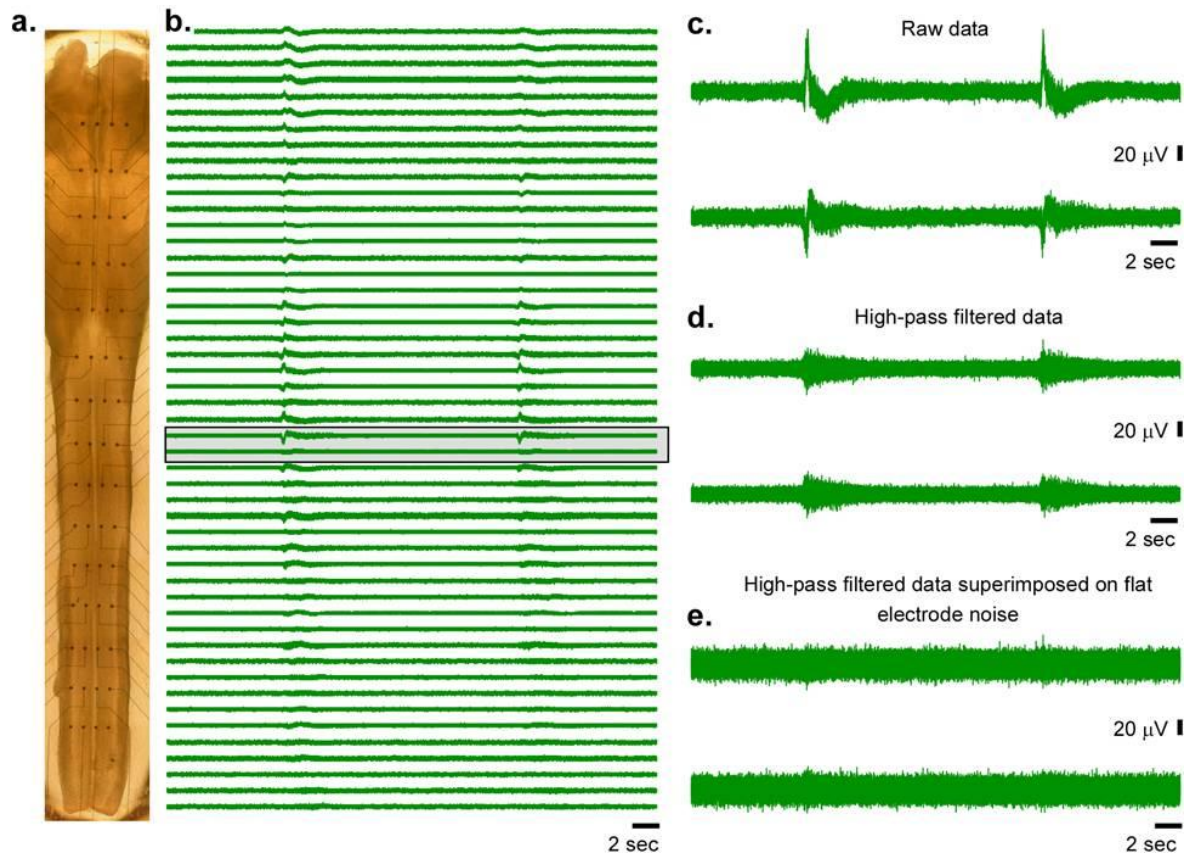 a.
b.
2 sec
c.
Raw data
20 μV
2 sec
d.
High-pass filtered data
20 μV
2 sec
High-pass filtered data superimposed on flat
e.
electrode noise
20 μV
2 sec